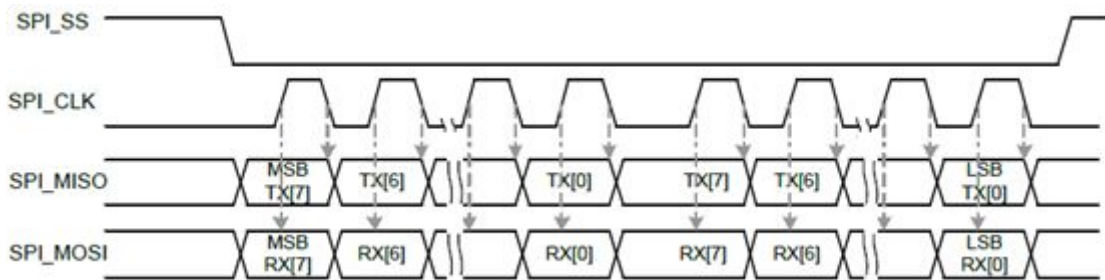 SPI_SS
SPI_CLK
SPI_MISO
MSB
TX[7]
TX[6]
TX[0]
TX[7]
TX[6]
LSB
TX[0]
SPI_MOSI
MSB
RX[7]
RX[6]
RX[0]
RX[7]
RX[6]
LSB
RX[0]